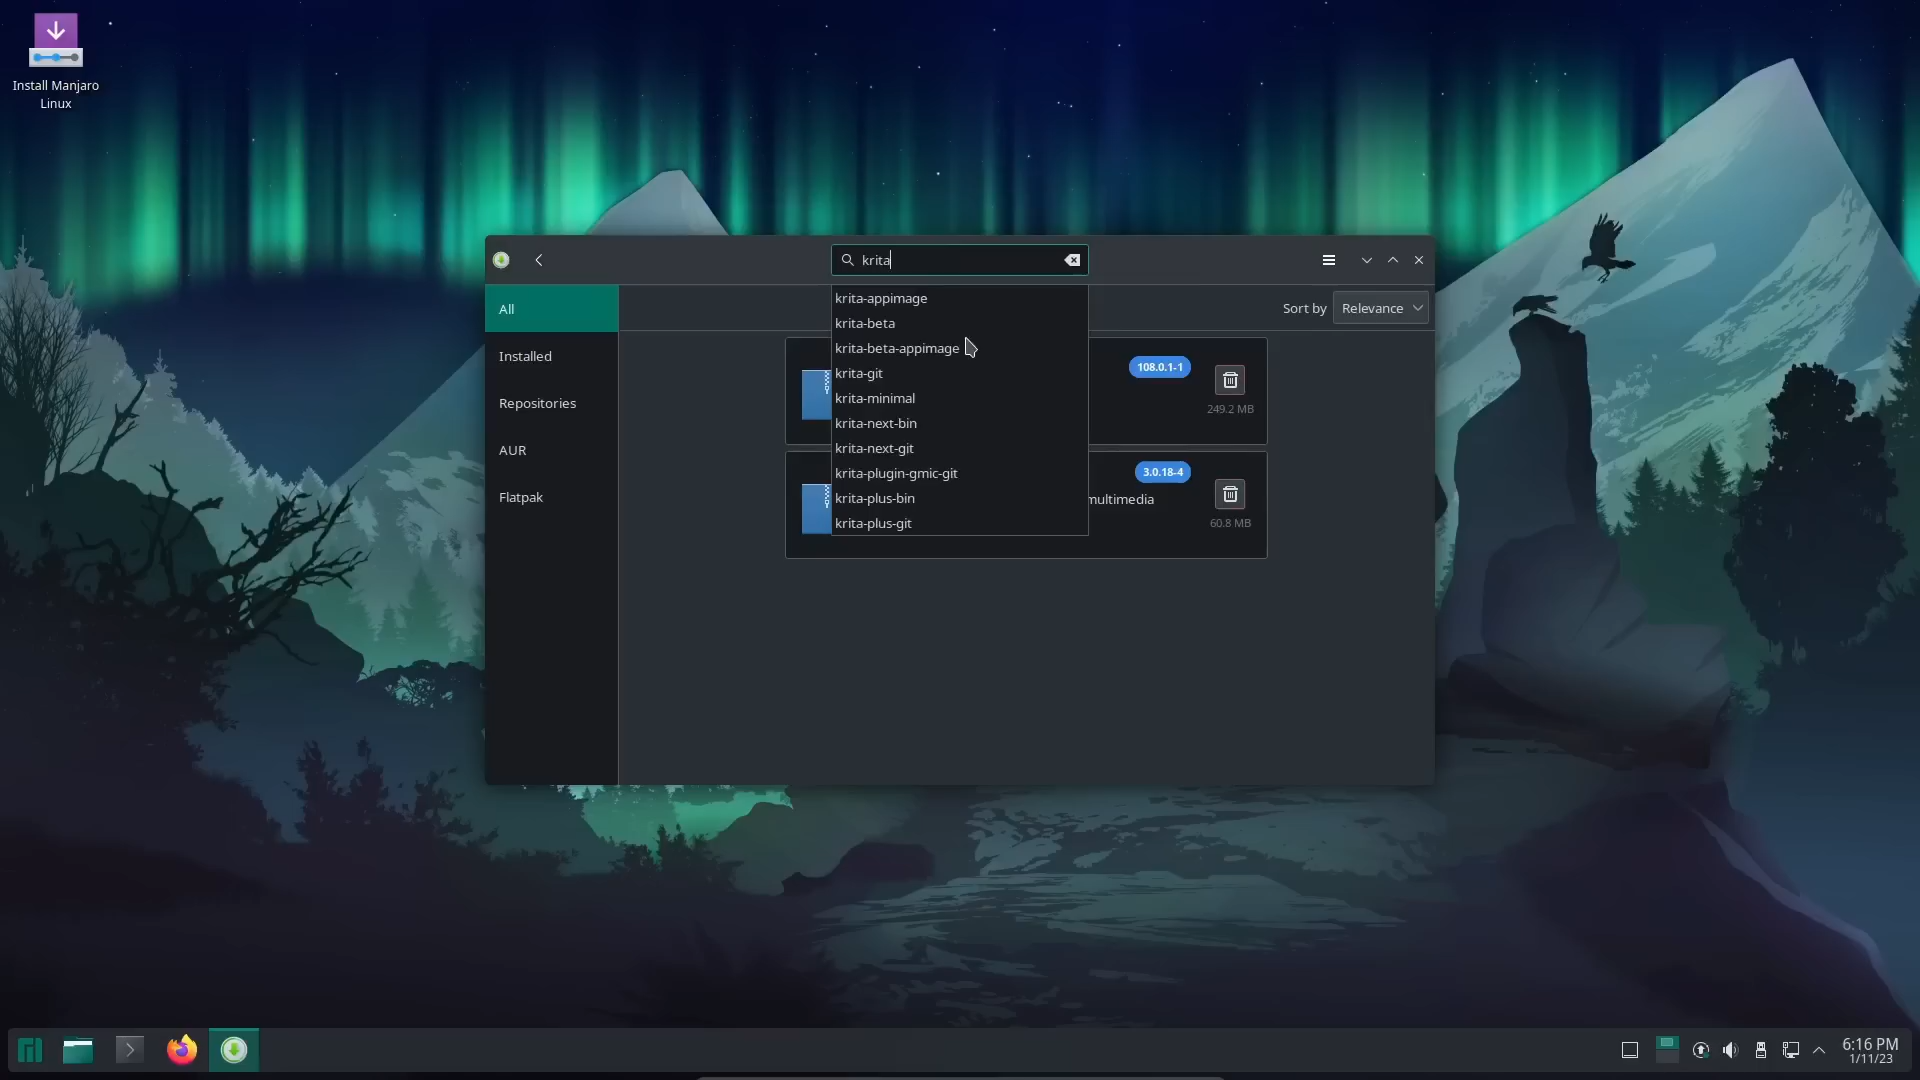 Install Manjaro
Linux
krita
All
Installed
Repositories
AUR
Flatpak
krita-appimage
krita-beta
krita-beta-appimage
krita-git
krita-minimal
krita-next-bin
krita-next-git
krita-plugin-gmic-git
krita-plus-bin
krita-plus-git
Sort by
Relevance
108.0.1-1
249.2 MB
3.0.18-4
multimedia
60.8 MB
6:16 PM
1/11/23